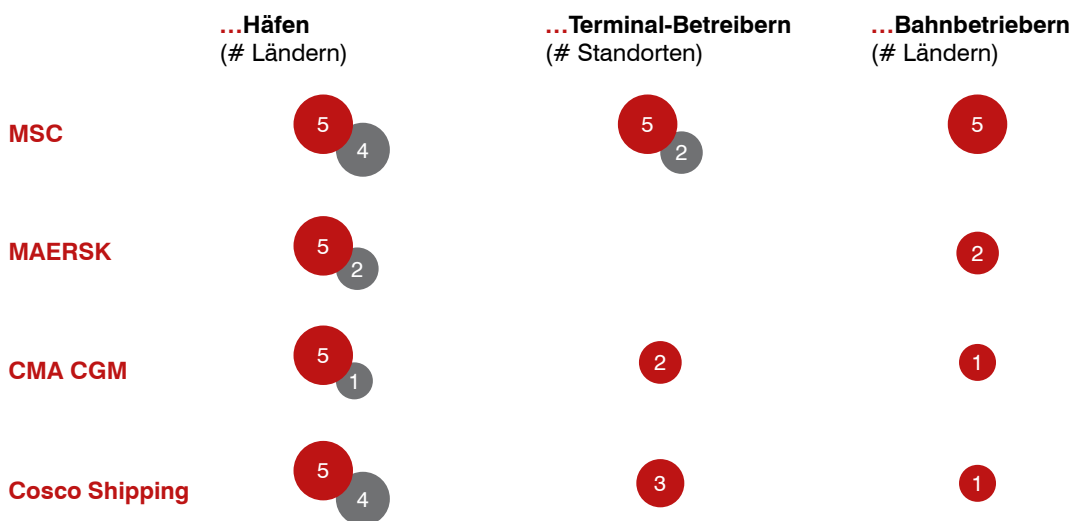 ...Häfen
(# Ländern)
...Terminal-Betreibern
(# Standorten)
...Bahnbetriebern
(# Ländern)
MSC
5
4
5
2
5
MAERSK
5
2
2
CMA CGM
5
1
2
1
Cosco Shipping
5
4
3
1